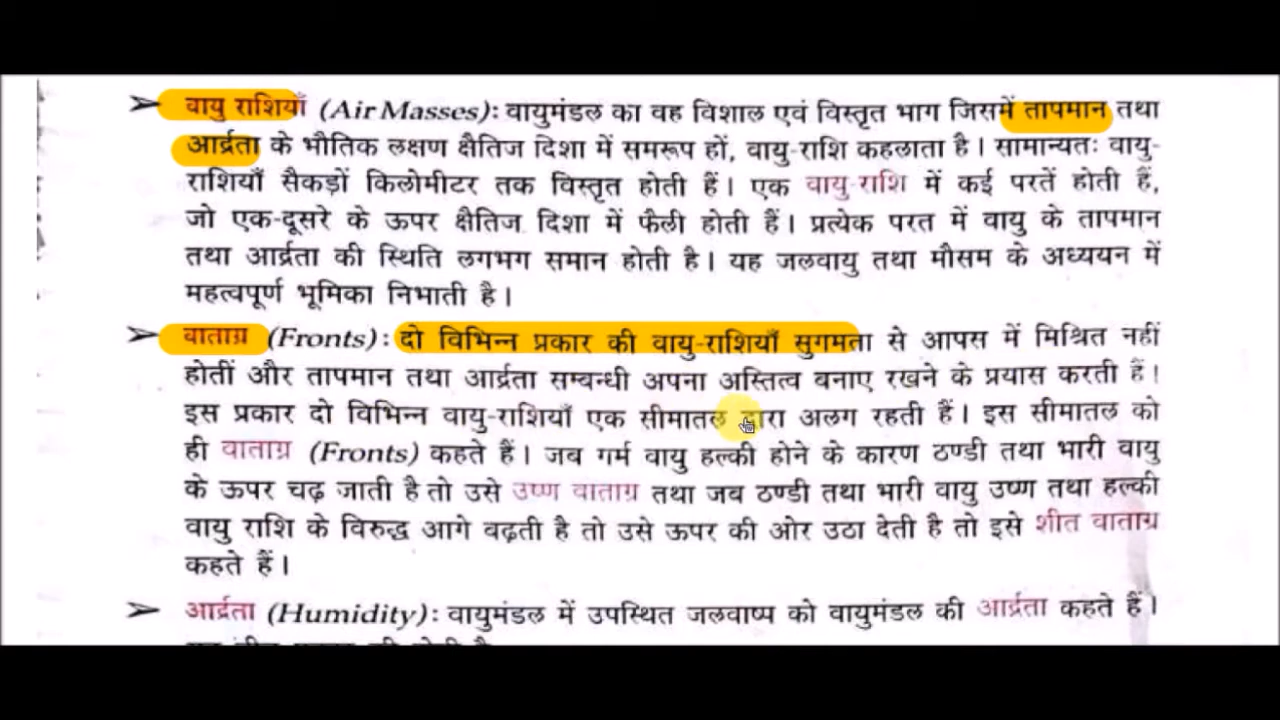 ➢ वायु राशियाँ (Air Masses): वायुमंडल का वह विशाल एवं विस्तृत भाग जिसमें तापमान तथा
आर्द्रता के भौतिक लक्षण क्षैतिज दिशा में समरूप हों, वायु-राशि कहलाता है। सामान्यतः वायु-
राशियाँ सैकड़ों किलोमीटर तक विस्तृत होती हैं। एक वायु-राशि में कई परतें होती हैं,
जो एक-दूसरे के ऊपर क्षैतिज दिशा में फैली होती हैं। प्रत्येक परत में वायु के तापमान
तथा आर्द्रता की स्थिति लगभग समान होती है। यह जलवायु तथा मौसम के अध्ययन में
महत्वपूर्ण भूमिका निभाती है।
➢ वाताग्र (Fronts): दो विभिन्न प्रकार की वायु-राशियाँ सुगमता से आपस में मिश्रित नहीं
होतीं और तापमान तथा आर्द्रता सम्बन्धी अपना अस्तित्व बनाए रखने के प्रयास करती हैं।
इस प्रकार दो विभिन्न वायु-राशियाँ एक सीमातल द्वारा अलग रहती हैं। इस सीमातल को
ही वाताग्र (Fronts) कहते हैं। जब गर्म वायु हल्की होने के कारण ठण्डी तथा भारी वायु
के ऊपर चढ़ जाती है तो उसे उष्ण वाताग्र तथा जब ठण्डी तथा भारी वायु उष्ण तथा हल्की
वायु राशि के विरुद्ध आगे बढ़ती है तो उसे ऊपर की ओर उठा देती है तो इसे शीत वाताग्र
कहते हैं।
➢ आर्द्रता (Humidity): वायुमंडल में उपस्थित जलवाष्प को वायुमंडल की आर्द्रता कहते हैं।